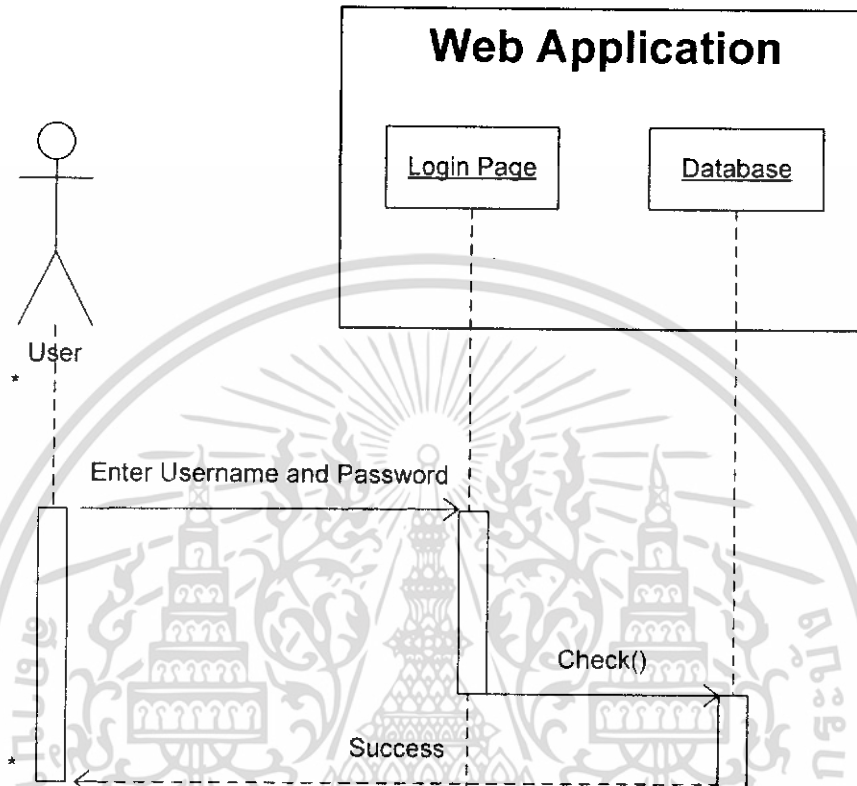 Web Application
Login Page
Database
User
*
Enter Username and Password
Check()
Success
*